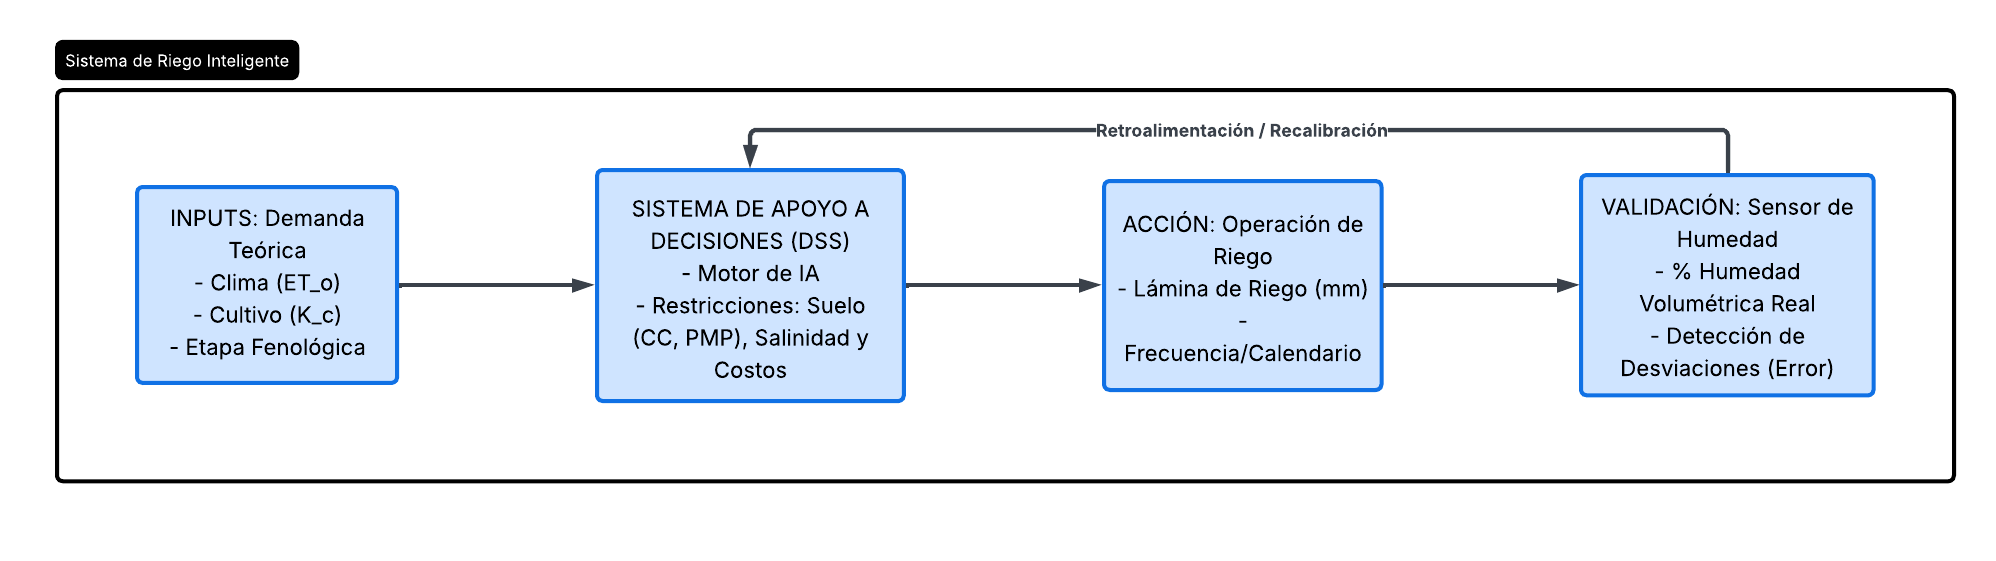 Sistema de Riego Inteligente
Retroalimentación / Recalibración
INPUTS: Demanda
Teórica
- Clima (ET_o)
- Cultivo (K_c)
- Etapa Fenológica
SISTEMA DE APOYO A
DECISIONES (DSS)
- Motor de IA
- Restricciones: Suelo
(CC, PMP), Salinidad y
Costos
ACCIÓN: Operación de
Riego
- Lámina de Riego (mm)
-
Frecuencia/Calendario
VALIDACIÓN: Sensor de
Humedad
- % Humedad
Volumétrica Real
- Detección de
Desviaciones (Error)